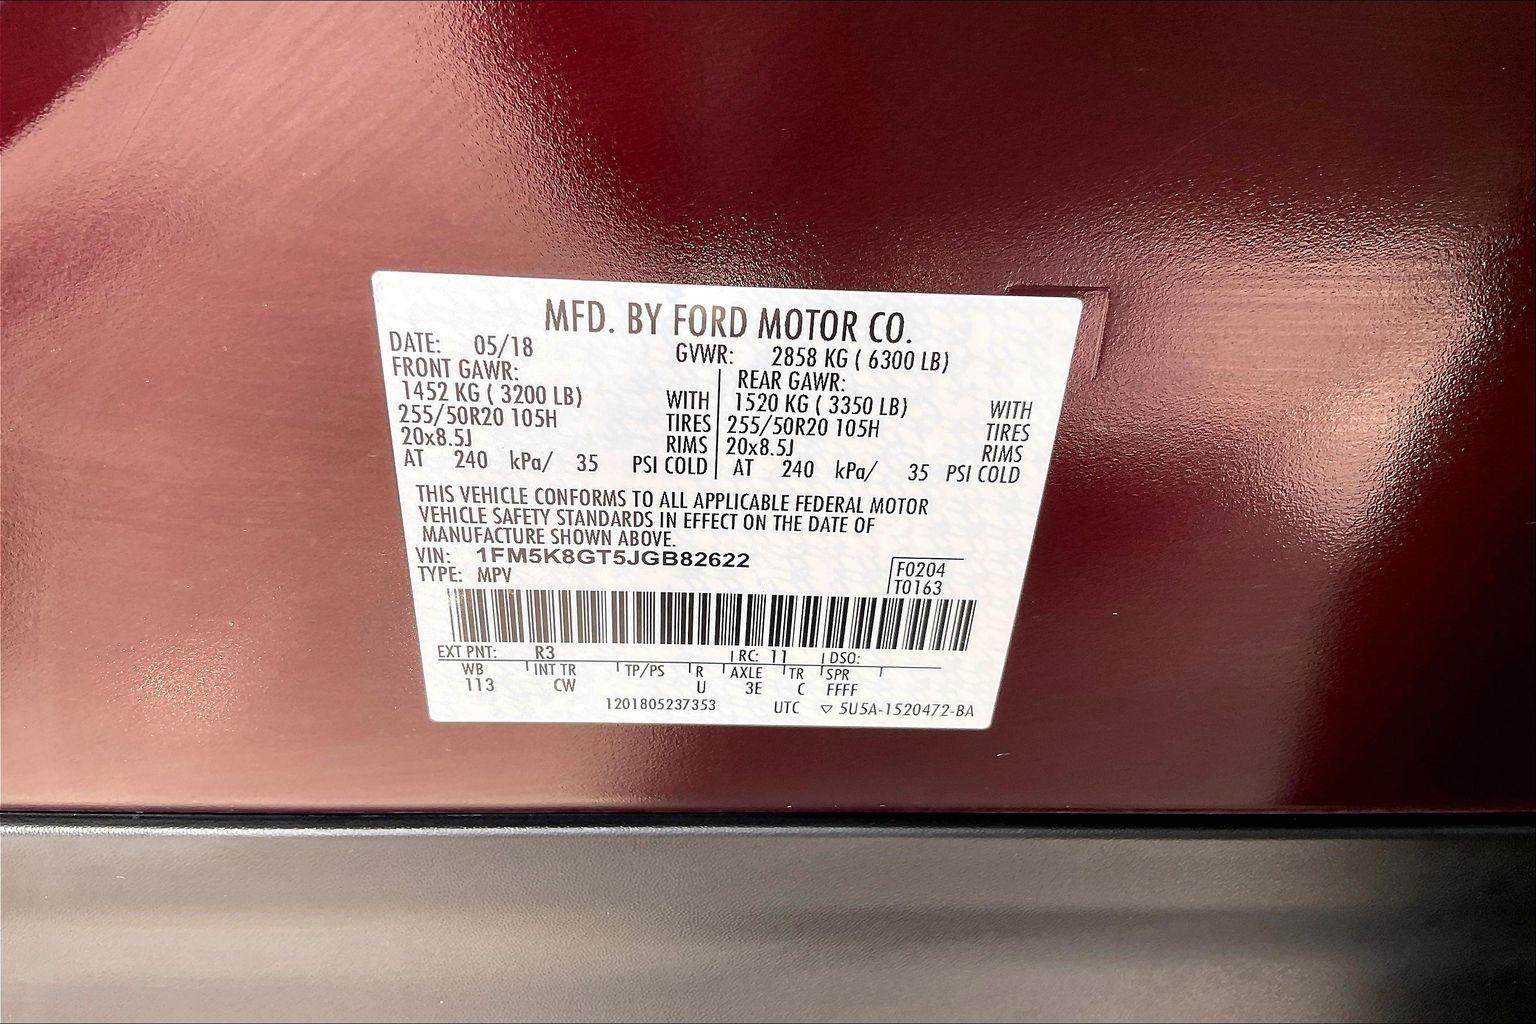 MFD. BY FORD MOTOR CO.
DATE: 05/18 GVWR: 2858 KG ( 6300 LB)
FRONT GAWR: REAR GAWR:
1452 KG ( 3200 LB) WITH 1520 KG ( 3350 LB) WITH
255/50R20 105H TIRES 255/50R20 105H TIRES
20x8.5J RIMS 20x8.5J RIMS
AT 240 kPa/ 35 PSI COLD AT 240 kPa/ 35 PSI COLD
THIS VEHICLE CONFORMS TO ALL APPLICABLE FEDERAL MOTOR
VEHICLE SAFETY STANDARDS IN EFFECT ON THE DATE OF
MANUFACTURE SHOWN ABOVE.
VIN: 1FM5K8GT5JGB82622 F0204
TYPE: MPV T0163
EXT PNT: R3 RC: 11 DSO:
WB INT TR TP/PS R AXLE TR SPR
113 CW U 3E C FFFF
1201805237353 UTC ▽ 5U5A-1520472-BA